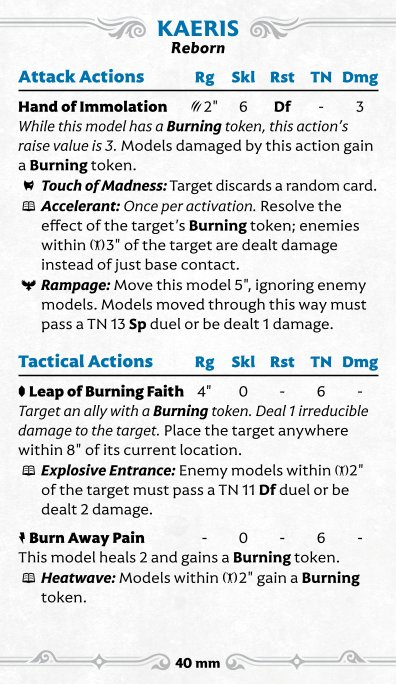 KAERIS
Reborn
Attack Actions Rg Skl Rst TN Dmg
Hand of Immolation 2" 6 Df - 3
While this model has a Burning token, this action's
raise value is 3. Models damaged by this action gain
a Burning token.
Touch of Madness: Target discards a random card.
Accelerant: Once per activation. Resolve the
effect of the target's Burning token; enemies
within 3" of the target are dealt damage
instead of just base contact.
Rampage: Move this model 5", ignoring enemy
models. Models moved through this way must
pass a TN 13 Sp duel or be dealt 1 damage.
Tactical Actions Rg Skl Rst TN Dmg
Leap of Burning Faith 4" 0 - 6 -
Target an ally with a Burning token. Deal 1 irreducible
damage to the target. Place the target anywhere
within 8" of its current location.
Explosive Entrance: Enemy models within 2"
of the target must pass a TN 11 Df duel or be
dealt 2 damage.
Burn Away Pain - 0 - 6 -
This model heals 2 and gains a Burning token.
Heatwave: Models within 2" gain a Burning
token.
40 mm